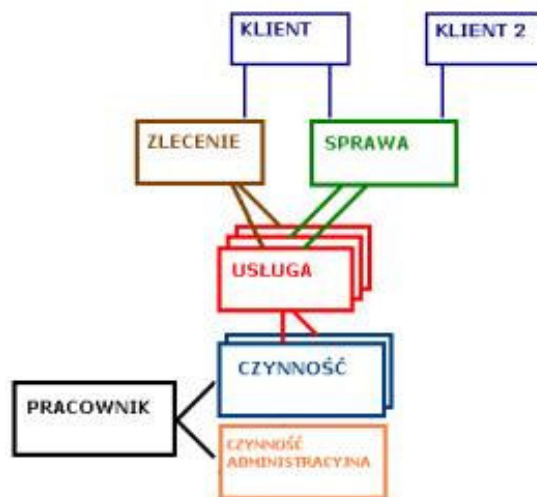 KLIENT
KLIENT 2
ZLECENIE
SPRAWA
USŁUGA
CZYNNOŚĆ
PRACOWNIK
CZYNNOŚĆ
ADMINISTRACYJNA